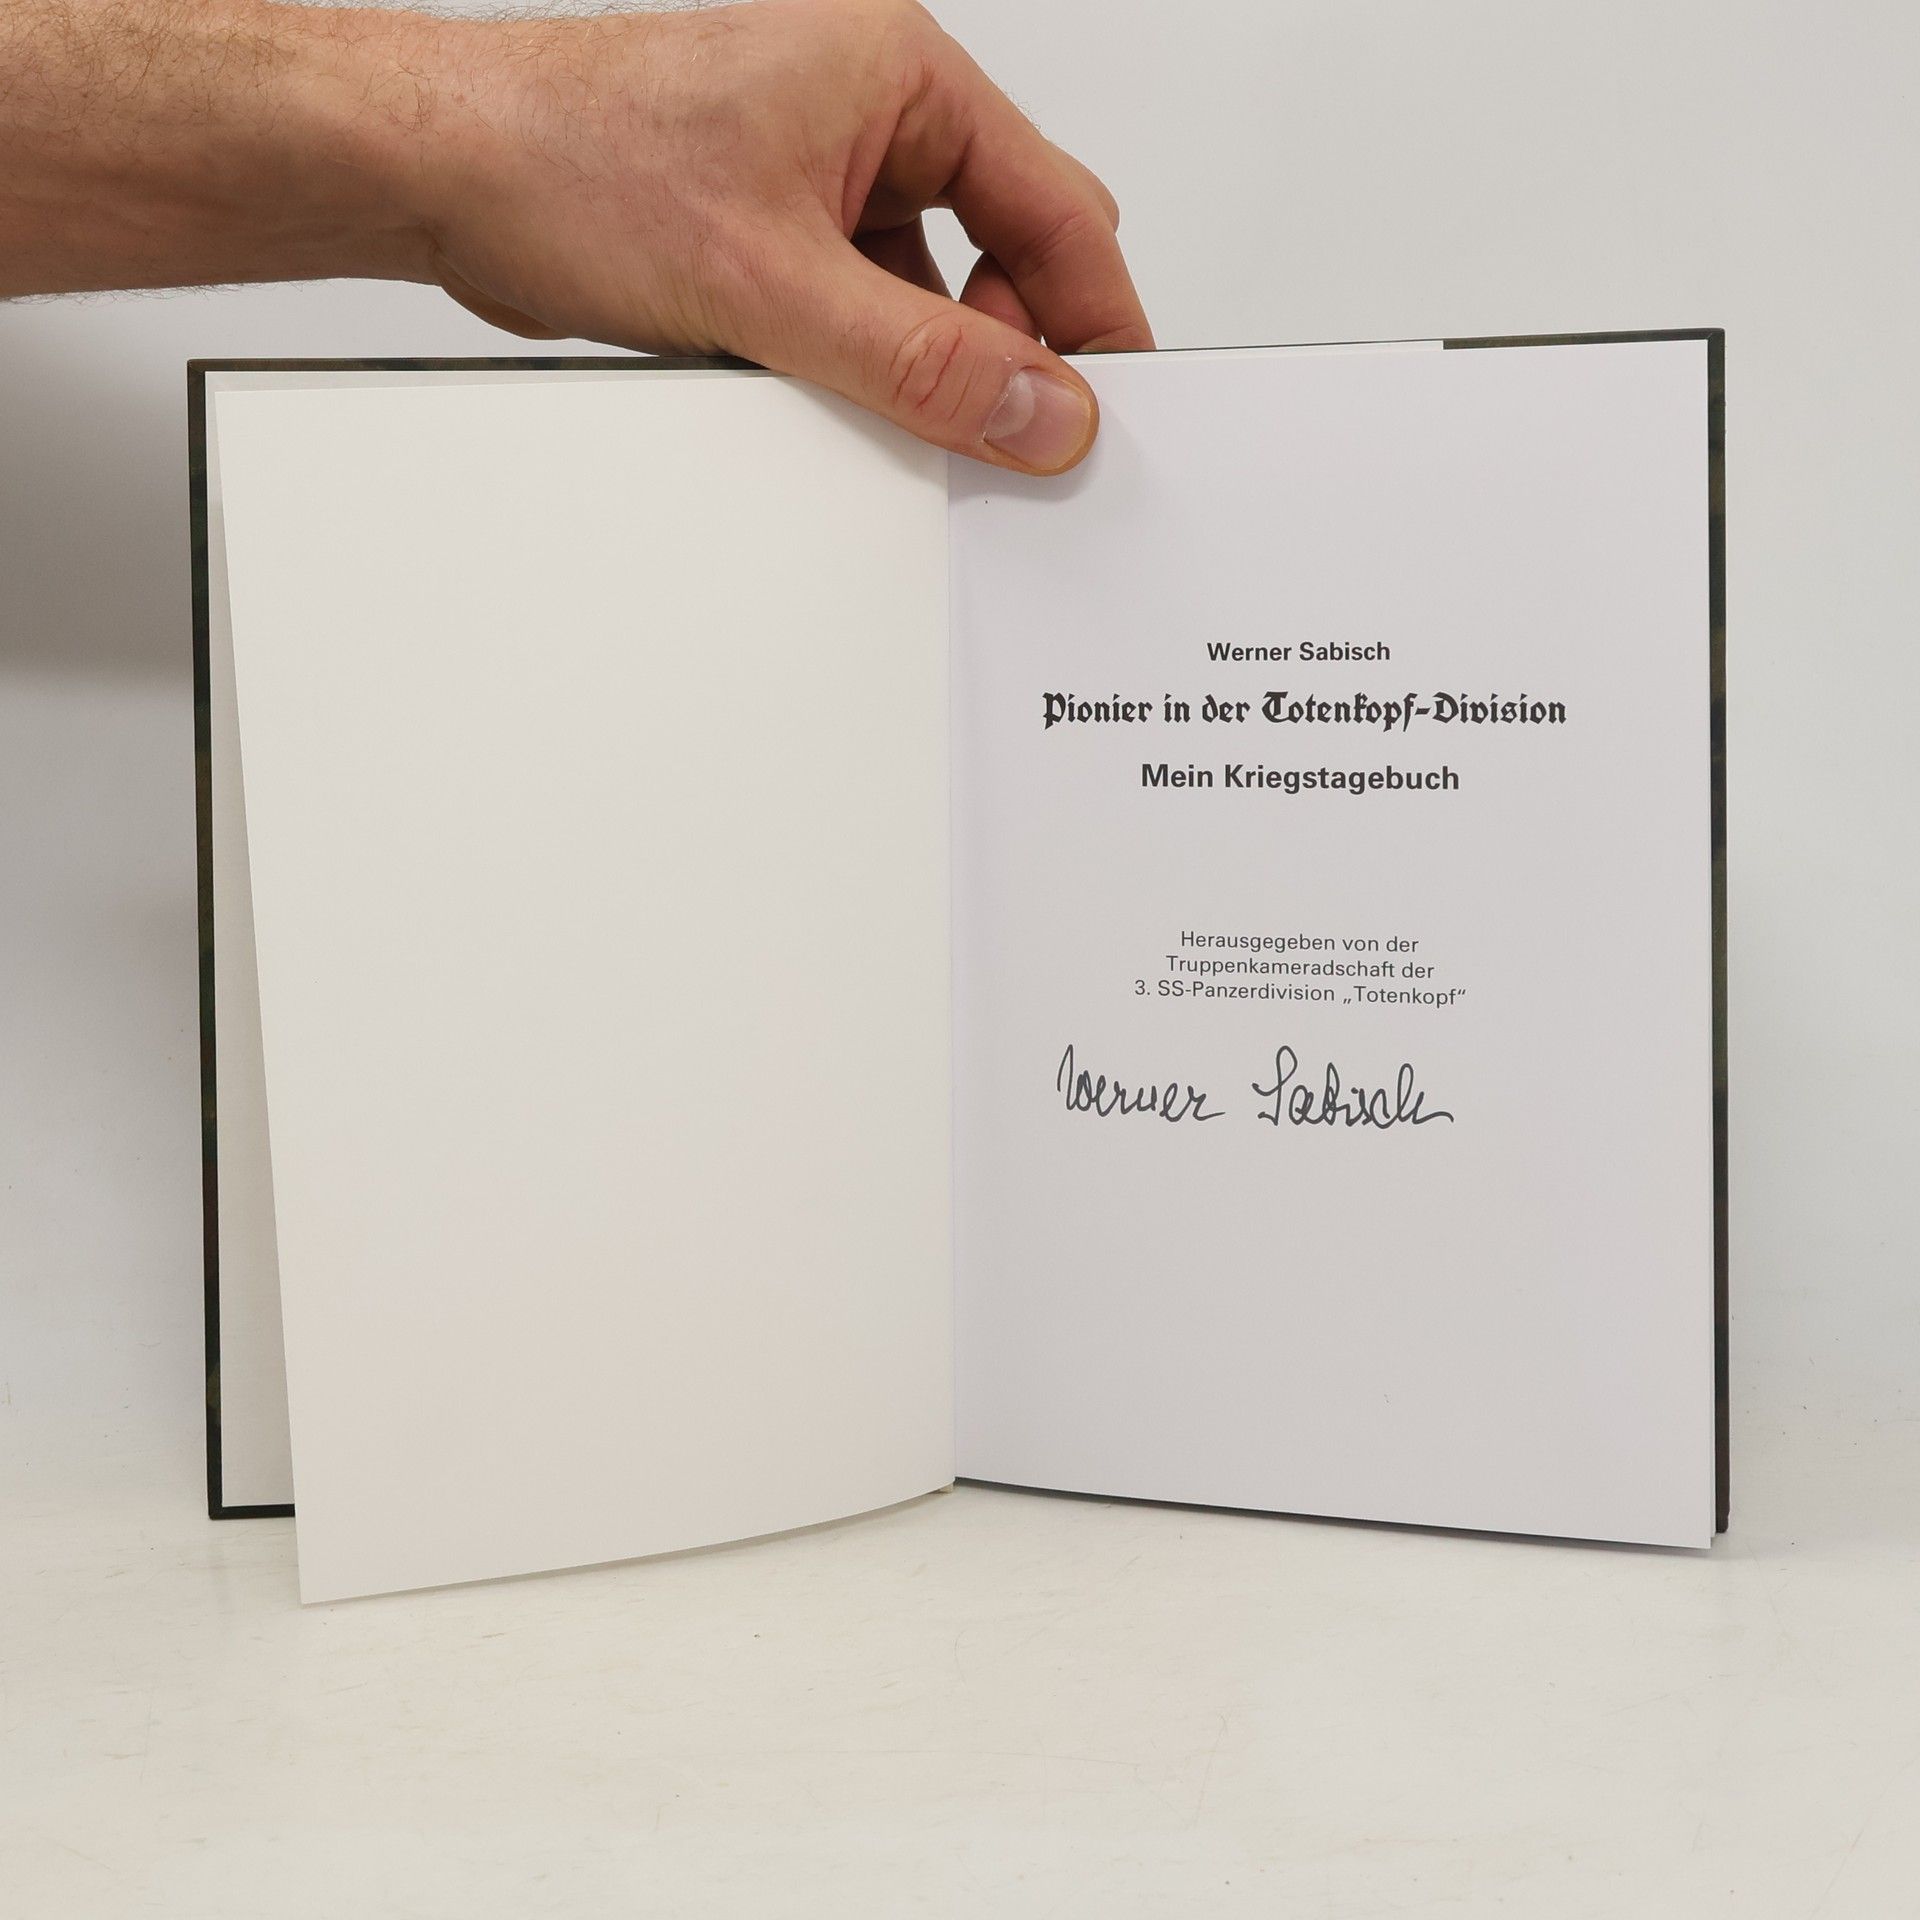 Werner Sabisch
Pionier in der Totenkopf-Division
Mein Kriegstagebuch
Herausgegeben von der
Truppenkameradschaft der
3. SS-Panzerdivision „Totenkopf“
Werner Sabisch